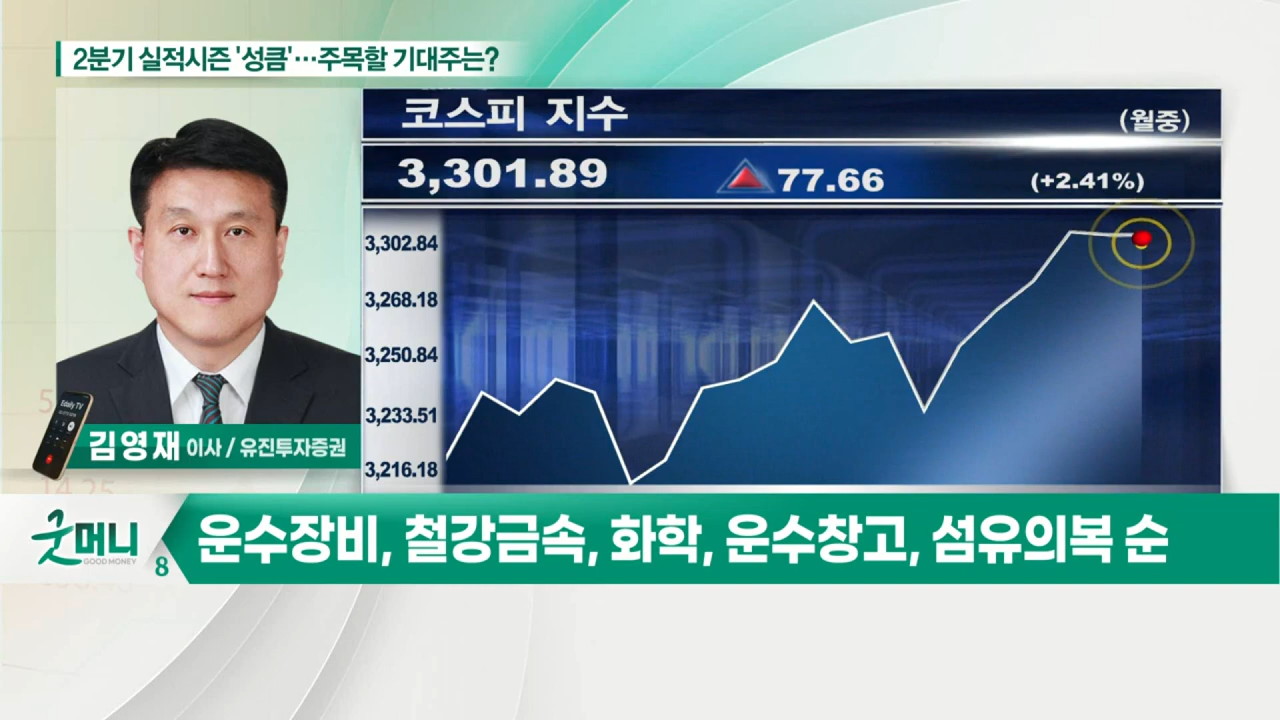 2분기 실적시즌 '성큼'…주목할 기대주는?
코스피 지수
(월중)
3,301.89
77.66
(+2.41%)
3,302.84
3,268.18
3,250.84
3,233.51
3,216.18
Edaily TV
김영재 이사 / 유진투자증권
굿머니
GOOD MONEY
8
운수장비, 철강금속, 화학, 운수창고, 섬유의복 순